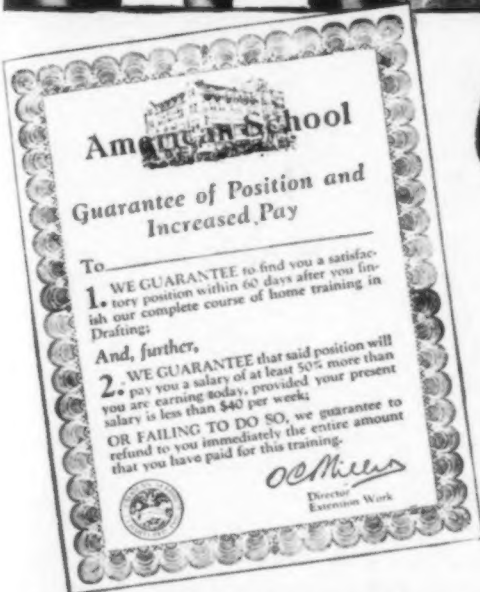 American School
Guarantee of Position and
Increased Pay
To
1. WE GUARANTEE to find you a satisfac-
tory position within 60 days after you fin-
ish our complete course of home training in
Drafting;
And, further,
2. WE GUARANTEE that said position will
pay you a salary of at least 50% more than
you are earning today, provided your present
salary is less than $40 per week;
OR FAILING TO DO SO, we guarantee to
refund to you immediately the entire amount
that you have paid for this training.
O C Miller
Director
Extension Work